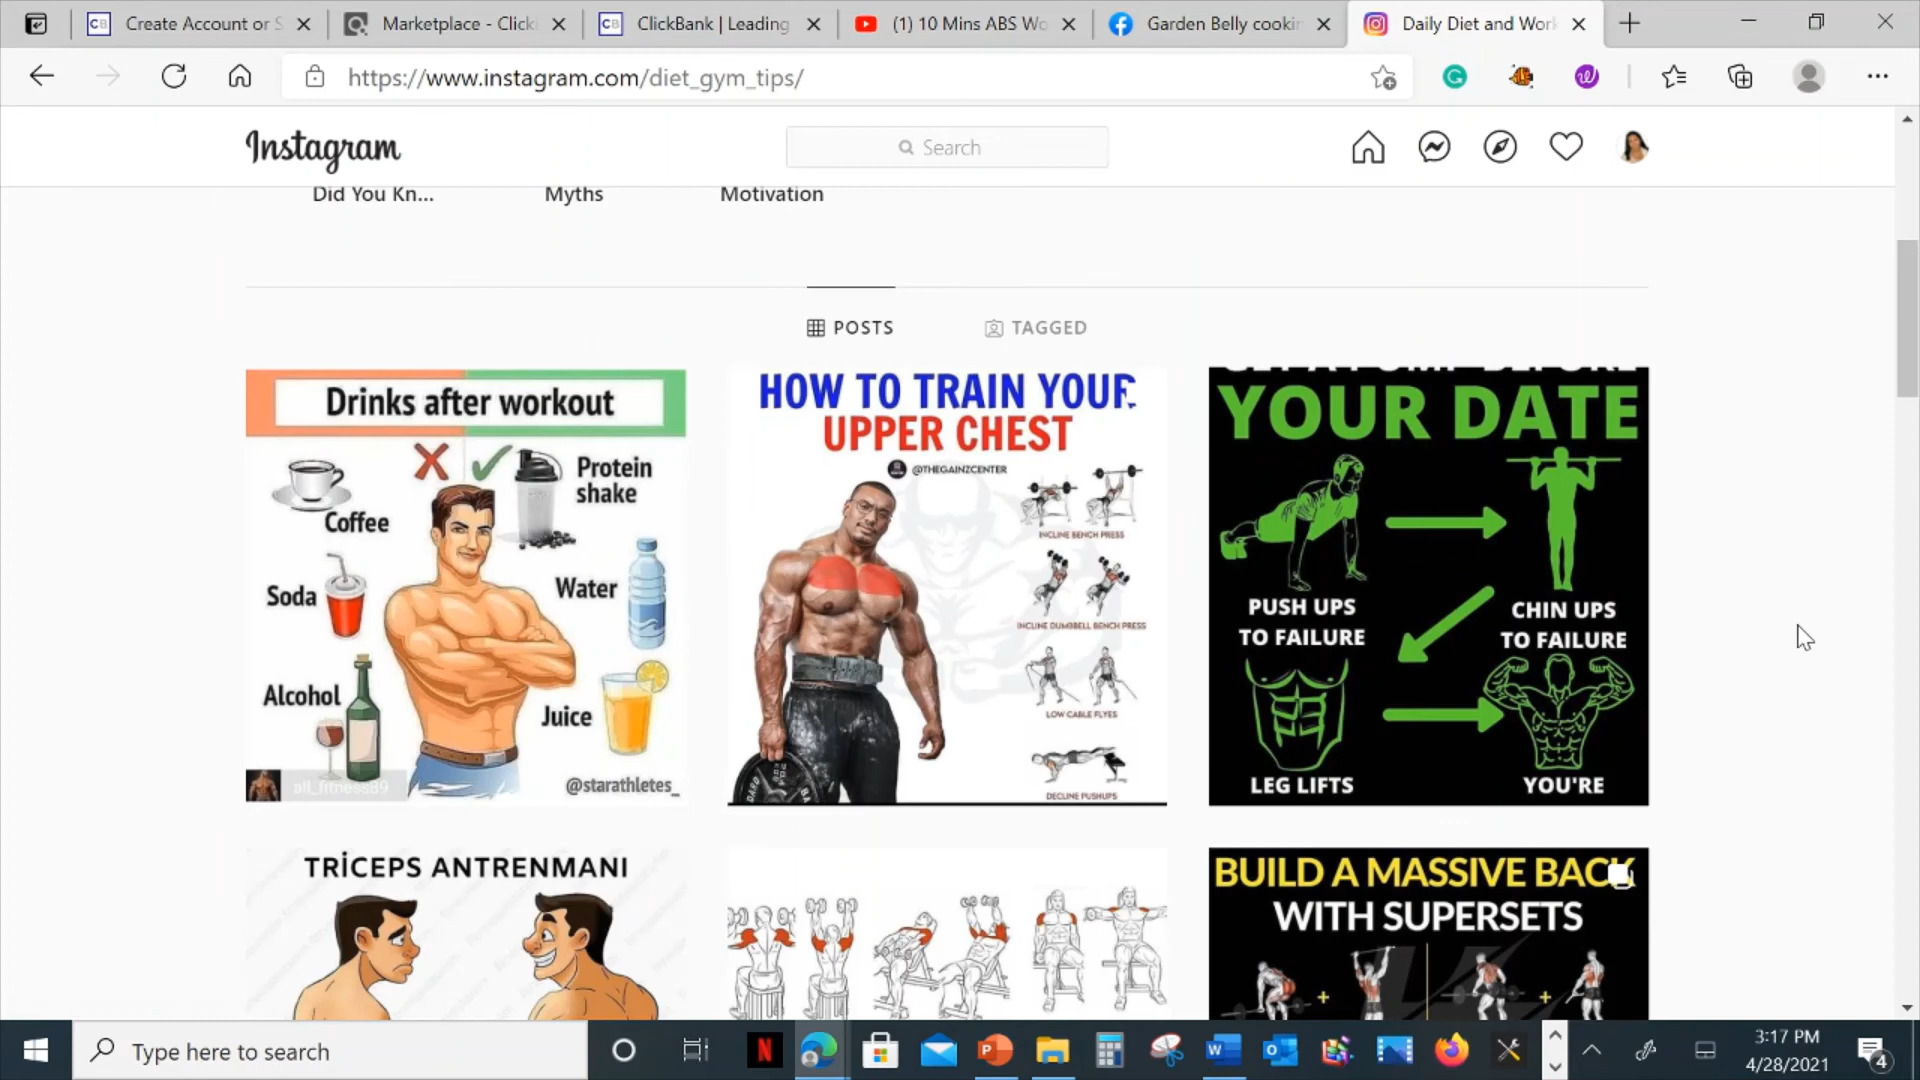 Create Account or S
Marketplace - Click
ClickBank | Leading
(1) 10 Mins ABS Wo
Garden Belly cookin
Daily Diet and Work
https://www.instagram.com/diet_gym_tips/
Instagram
Search
Did You Kn...
Myths
Motivation
POSTS
TAGGED
Drinks after workout
Coffee
Protein
shake
Soda
Water
Alcohol
Juice
all_fitness89
@starathletes_
HOW TO TRAIN YOUR
UPPER CHEST
@THEGAINZCENTER
INCLINE BENCH PRESS
INCLINE DUMBBELL BENCH PRESS
LOW CABLE FLYES
DECLINE PUSHUPS
YOUR DATE
PUSH UPS
TO FAILURE
CHIN UPS
TO FAILURE
LEG LIFTS
YOU'RE
TRİCEPS ANTRENMANI
BUILD A MASSIVE BACK
WITH SUPERSETS
Type here to search
3:17 PM
4/28/2021
4